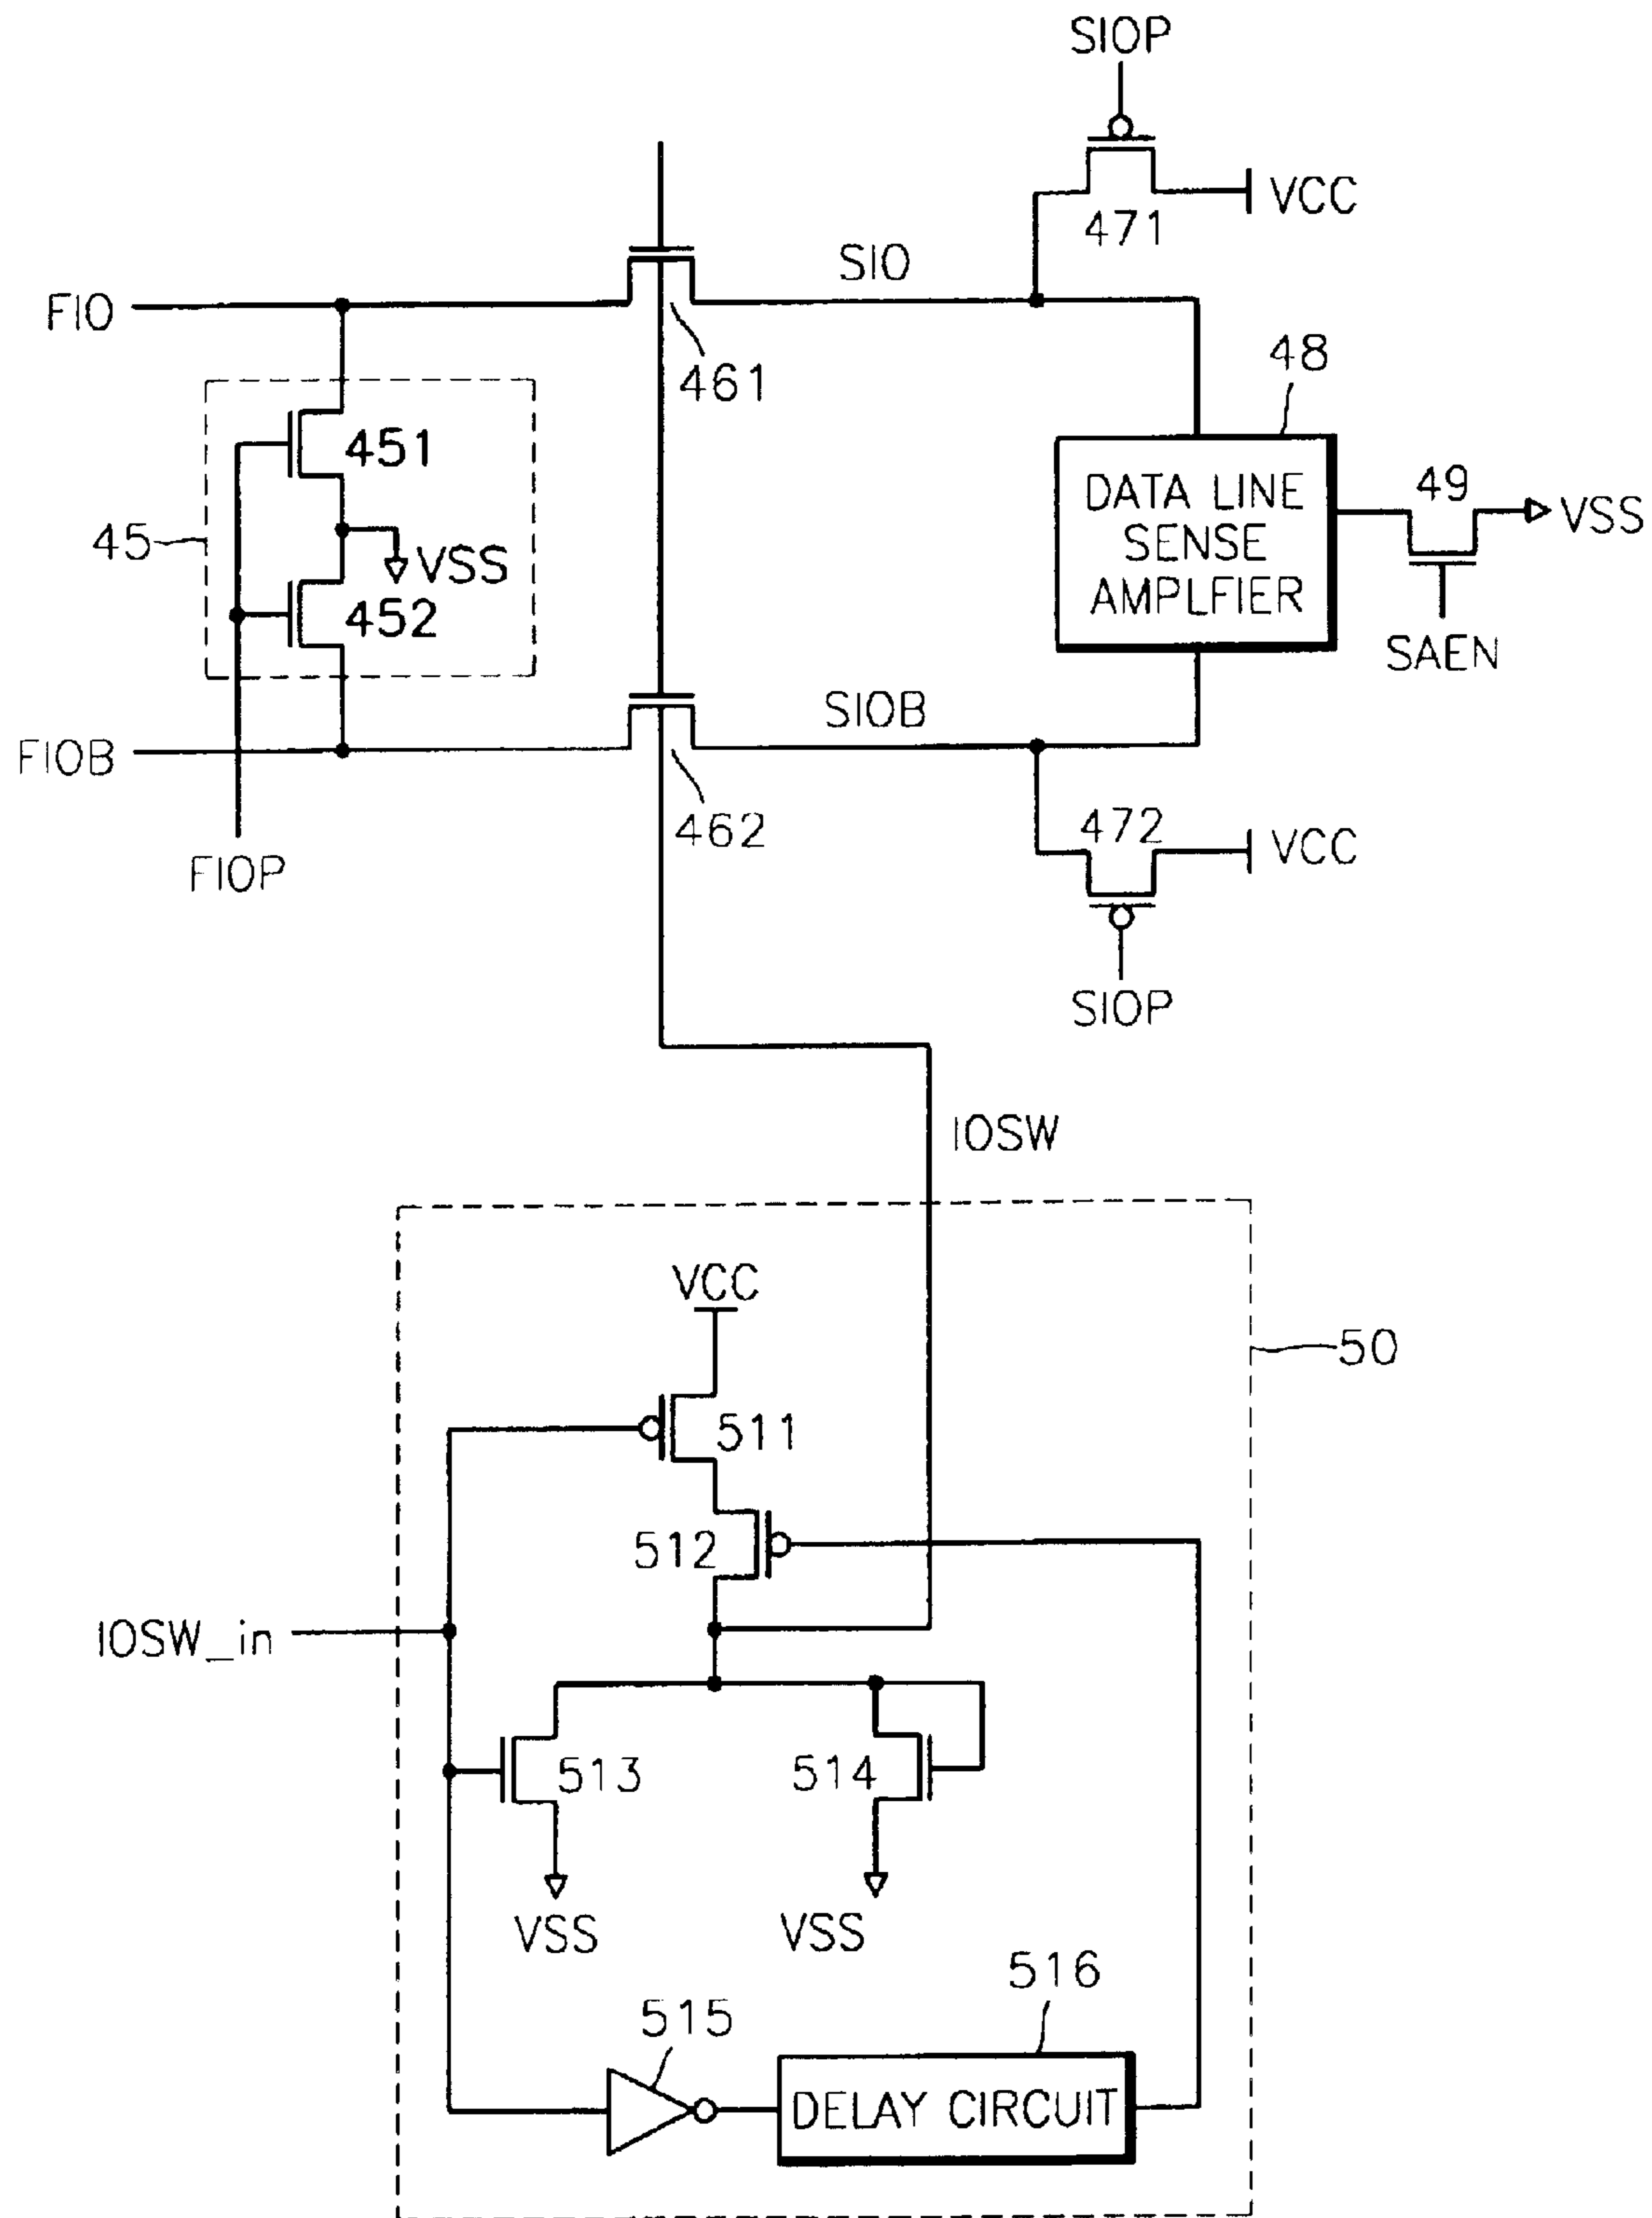 SIOP
VCC
471
SIO
FIO
461
48
451
DATA LINE
SENSE
AMPLFIER
49
VSS
45
VSS
452
SAEN
SIOB
FIOB
462
472
VCC
FIOP
SIOP
IOSW
VCC
50
511
512
IOSW_in
513
514
VSS
VSS
516
515
DELAY CIRCUIT